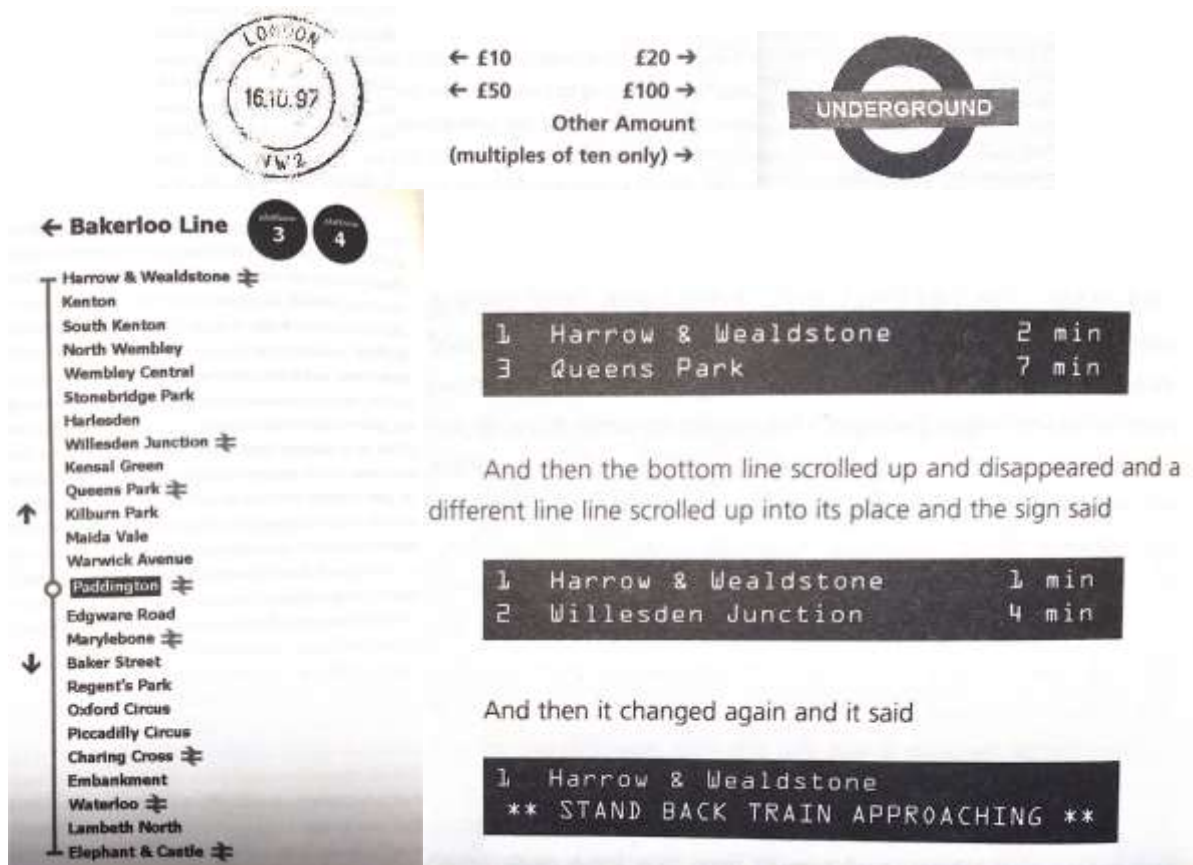 LONDON
16.10.97
NW2
← £10 £20 →
← £50 £100 →
Other Amount
(multiples of ten only) →
UNDERGROUND
← Bakerloo Line
platform 3
platform 4
Harrow & Wealdstone
Kenton
South Kenton
North Wembley
Wembley Central
Stonebridge Park
Harlesden
Willesden Junction
Kensal Green
Queens Park
Kilburn Park
Maida Vale
Warwick Avenue
Paddington
Edgware Road
Marylebone
Baker Street
Regent's Park
Oxford Circus
Piccadilly Circus
Charing Cross
Embankment
Waterloo
Lambeth North
Elephant & Castle
1 Harrow & Wealdstone 2 min
3 Queens Park 7 min
And then the bottom line scrolled up and disappeared and a
different line line scrolled up into its place and the sign said
1 Harrow & Wealdstone 1 min
2 Willesden Junction 4 min
And then it changed again and it said
1 Harrow & Wealdstone
** STAND BACK TRAIN APPROACHING **